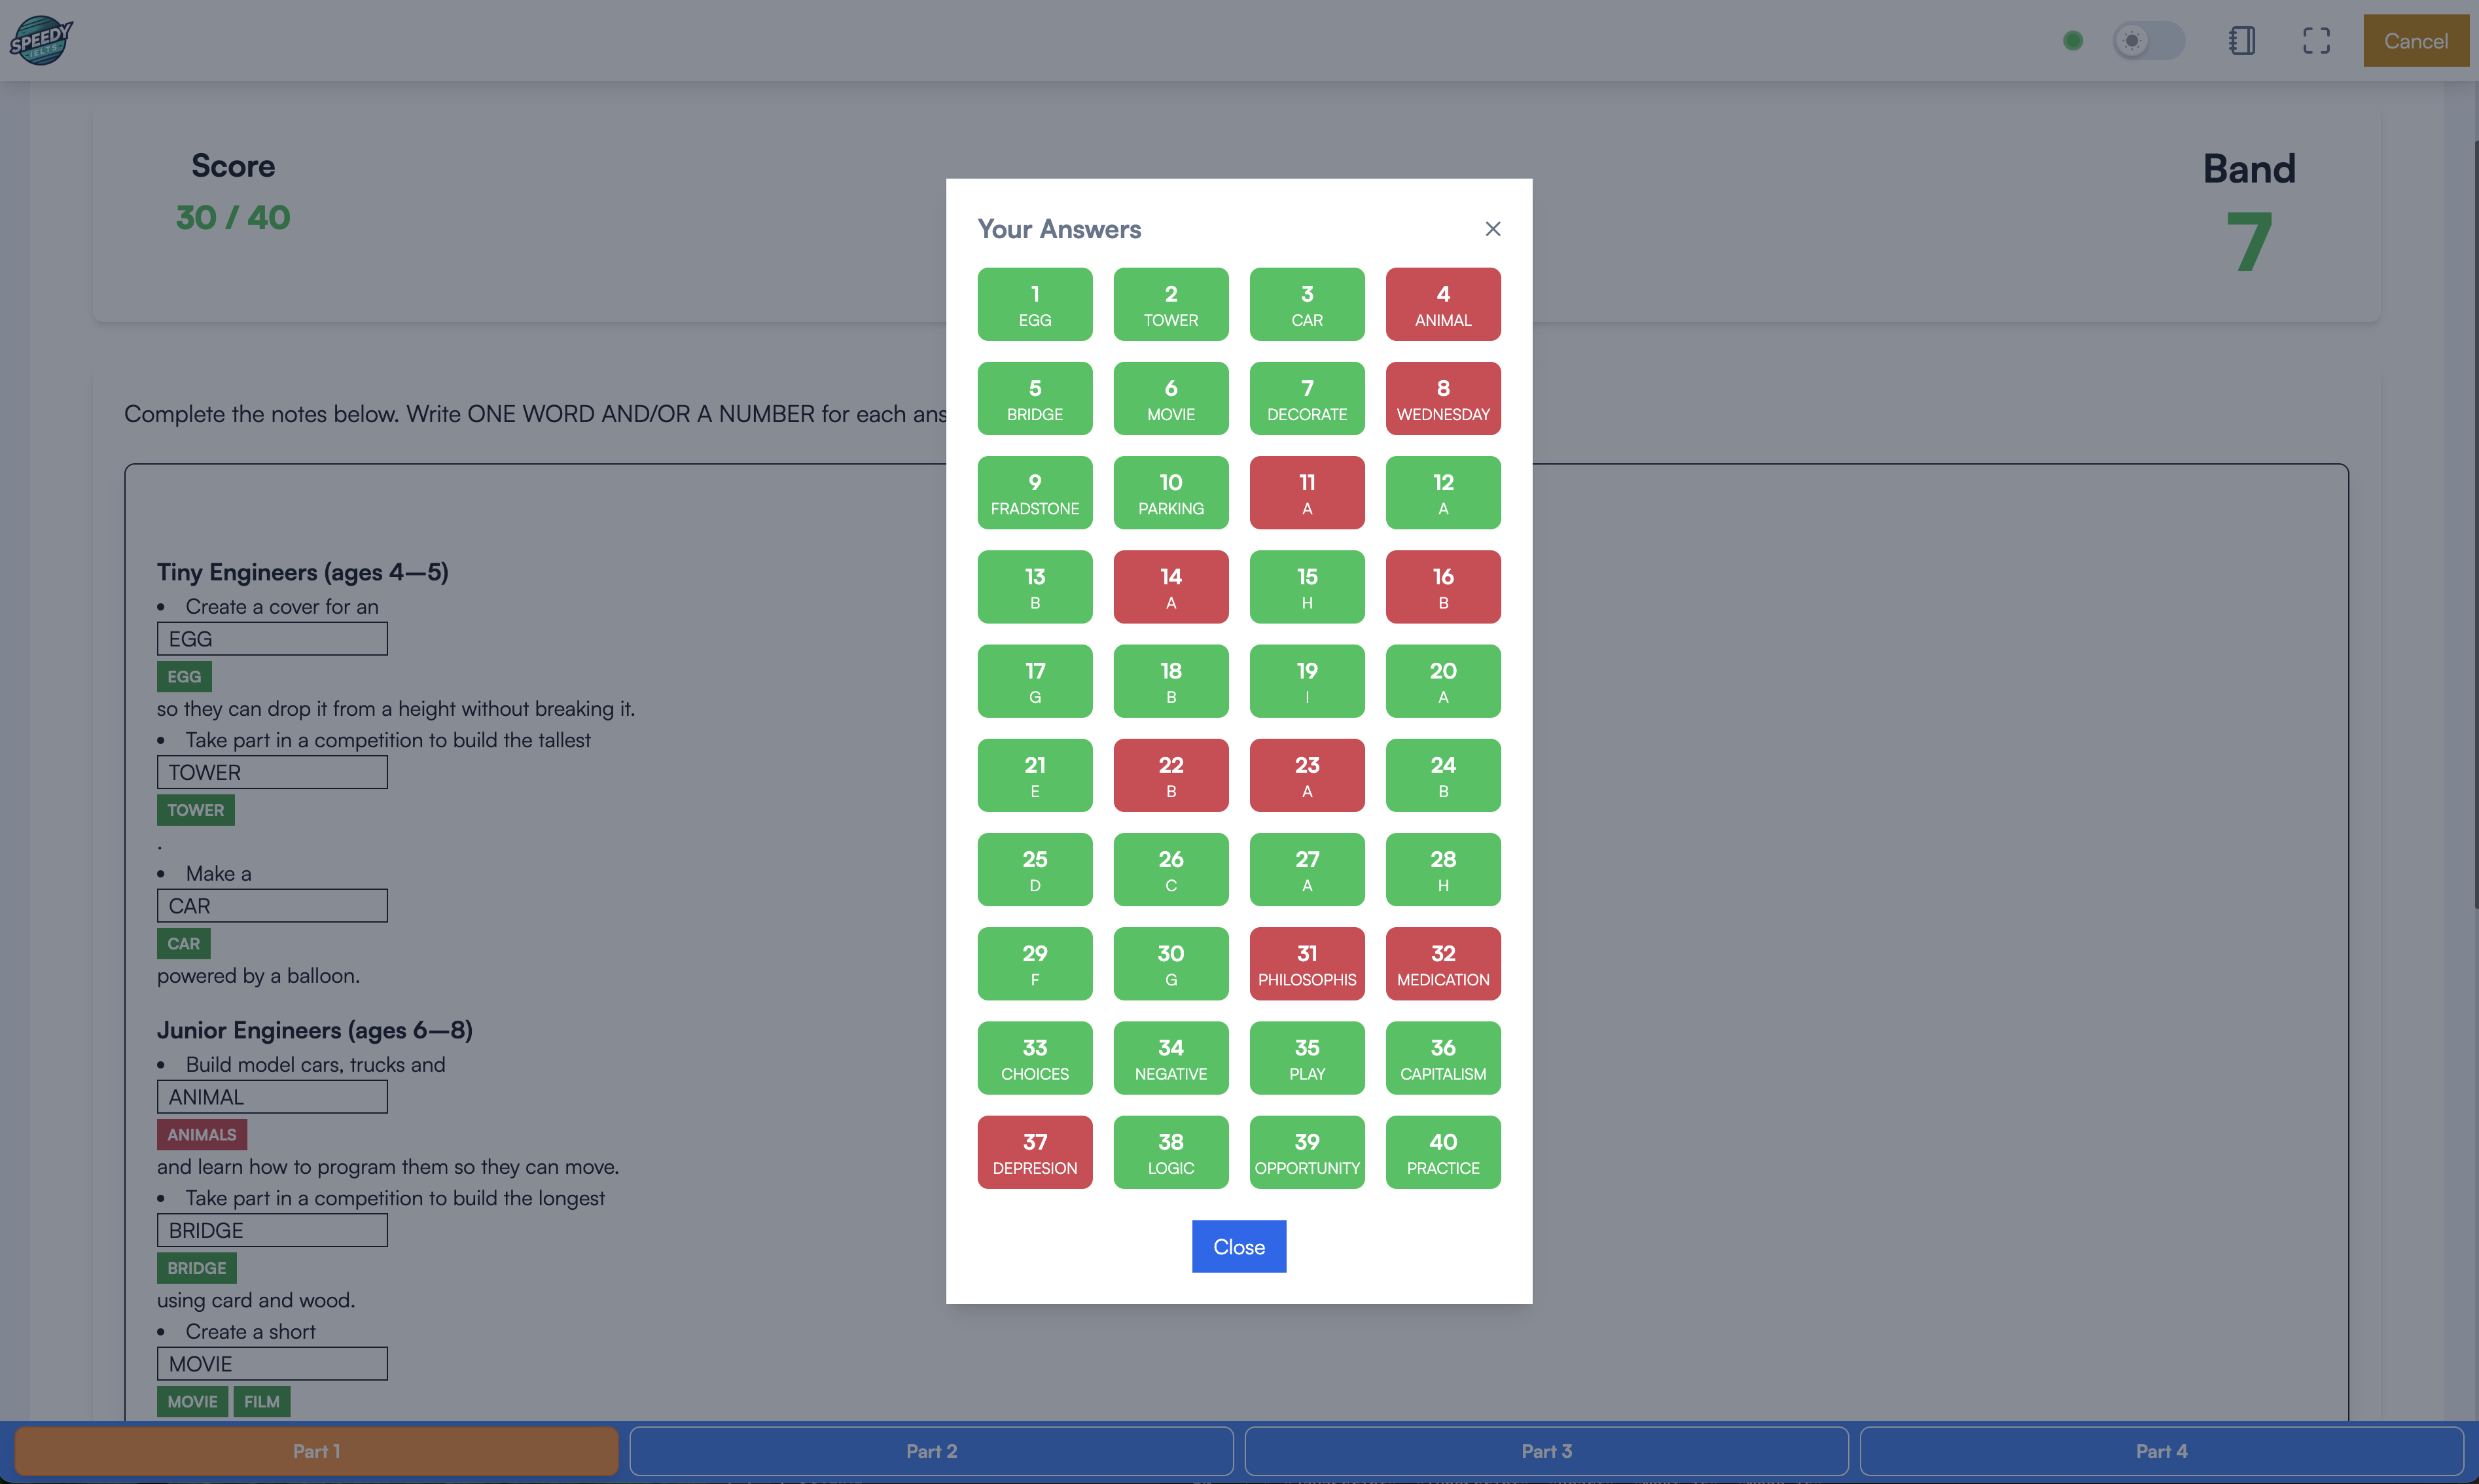 SPEEDY
IELTS
Cancel
Score
30 / 40
Band
7
Complete the notes below. Write ONE WORD AND/OR A NUMBER for each ans
Tiny Engineers (ages 4—5)
• Create a cover for an
EGG
EGG
so they can drop it from a height without breaking it.
• Take part in a competition to build the tallest
TOWER
TOWER
.
• Make a
CAR
CAR
powered by a balloon.
Junior Engineers (ages 6—8)
• Build model cars, trucks and
ANIMAL
ANIMALS
and learn how to program them so they can move.
• Take part in a competition to build the longest
BRIDGE
BRIDGE
using card and wood.
• Create a short
MOVIE
MOVIE FILM
Your Answers
1 2 3 4
EGG TOWER CAR ANIMAL
5 6 7 8
BRIDGE MOVIE DECORATE WEDNESDAY
9 10 11 12
FRADSTONE PARKING A A
13 14 15 16
B A H B
17 18 19 20
G B I A
21 22 23 24
E B A B
25 26 27 28
D C A H
29 30 31 32
F G PHILOSOPHIS MEDICATION
33 34 35 36
CHOICES NEGATIVE PLAY CAPITALISM
37 38 39 40
DEPRESION LOGIC OPPORTUNITY PRACTICE
Close
Part 1 Part 2 Part 3 Part 4